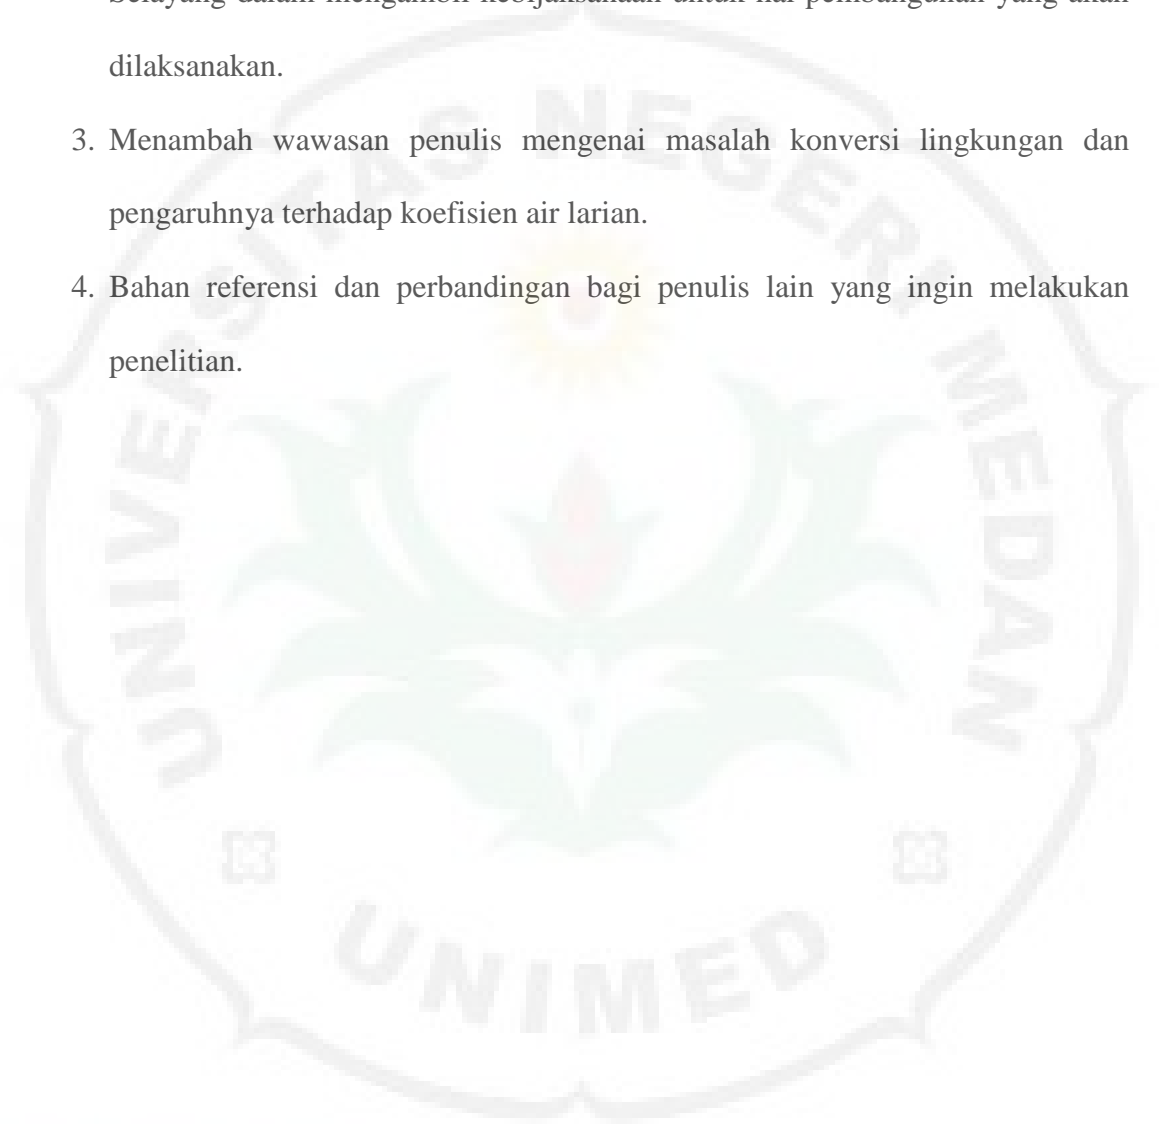 Selayang dalam mengambil kebijaksanaan untuk hal pembangunan yang akan
dilaksanakan.
3. Menambah wawasan penulis mengenai masalah konversi lingkungan dan
pengaruhnya terhadap koefisien air larian.
4. Bahan referensi dan perbandingan bagi penulis lain yang ingin melakukan
penelitian.
UNIVERSITAS NEGERI MEDAN
UNIMED